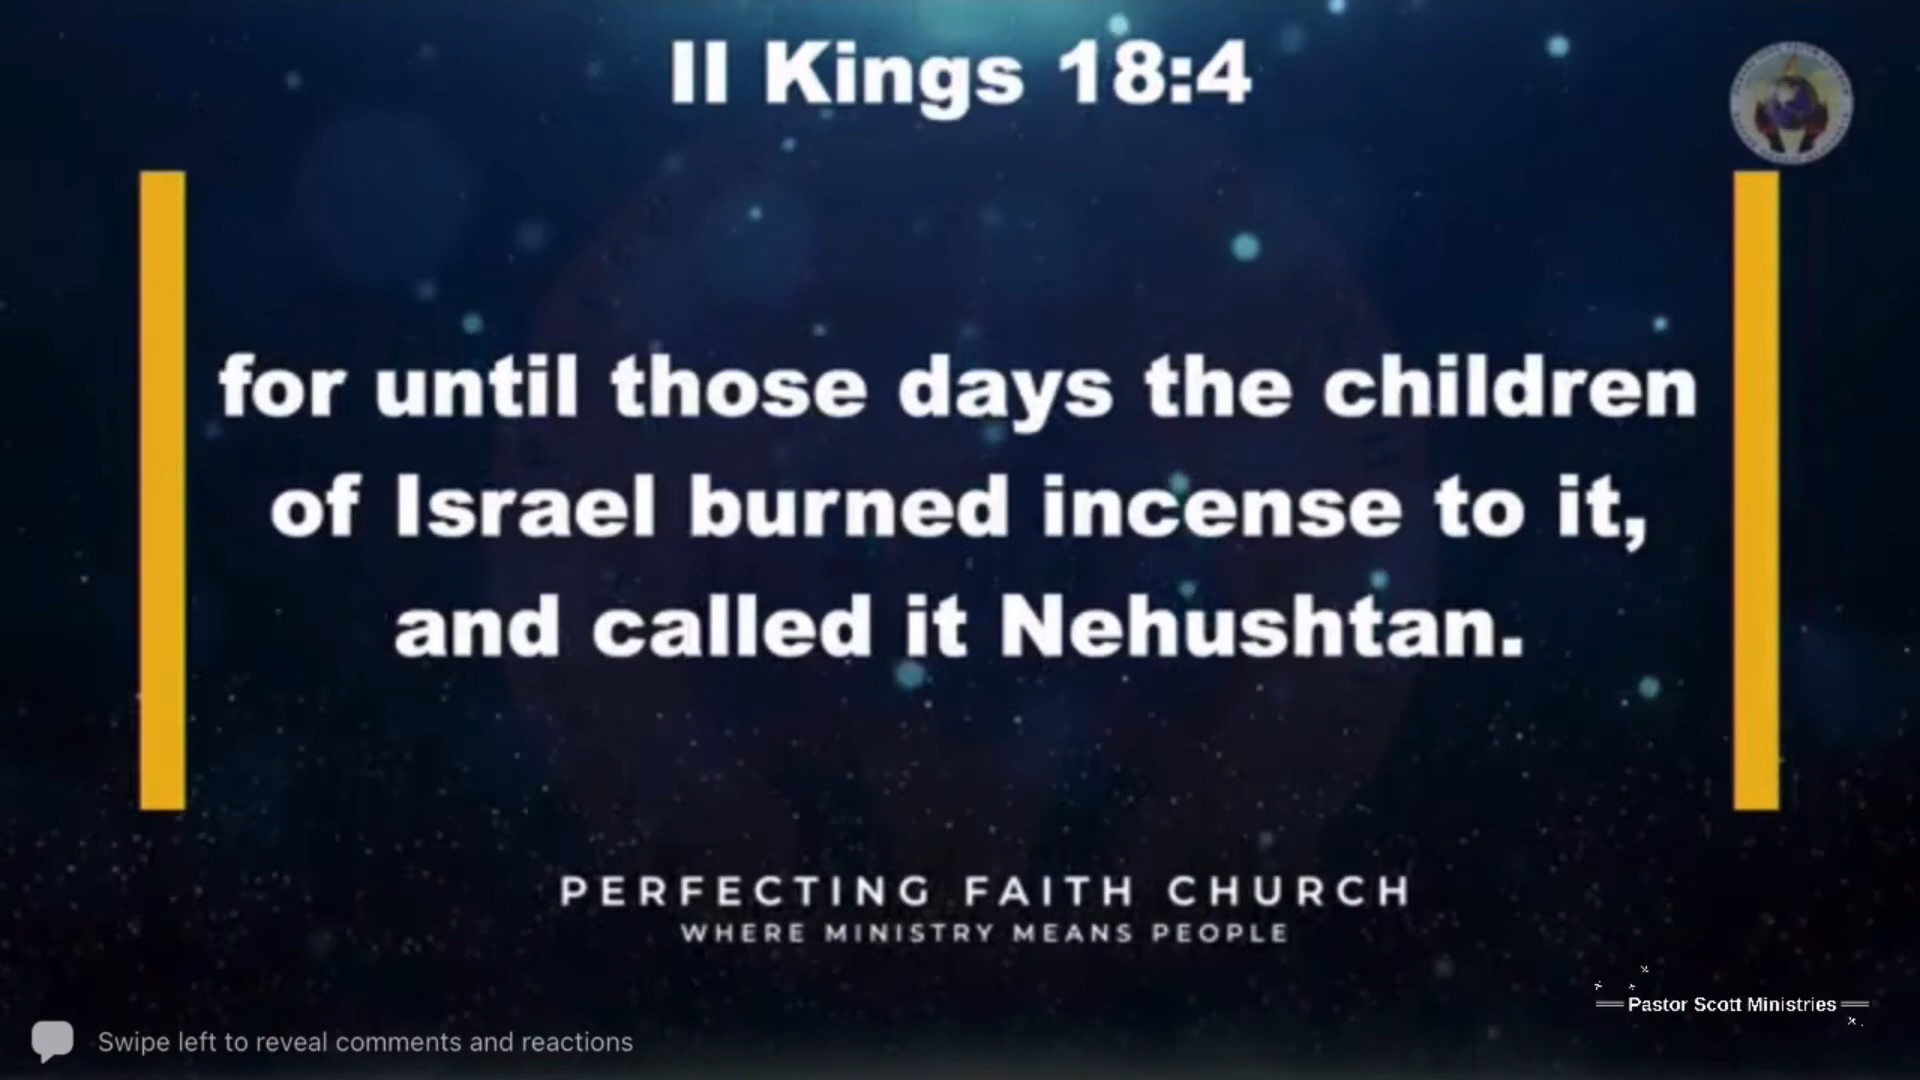 II Kings 18:4
for until those days the children
of Israel burned incense to it,
and called it Nehushtan.
PERFECTING FAITH CHURCH
WHERE MINISTRY MEANS PEOPLE
Pastor Scott Ministries
Swipe left to reveal comments and reactions